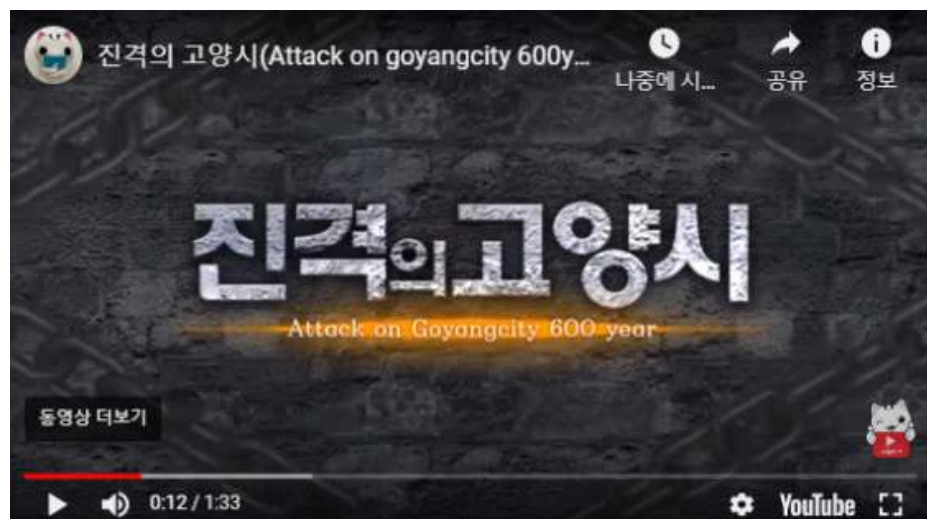 진격의 고양시(Attack on goyangcity 600y...
나중에 시...
공유
정보
진격의고양시
Attack on Goyangcity 600 year
동영상 더보기
0:12 / 1:33
YouTube